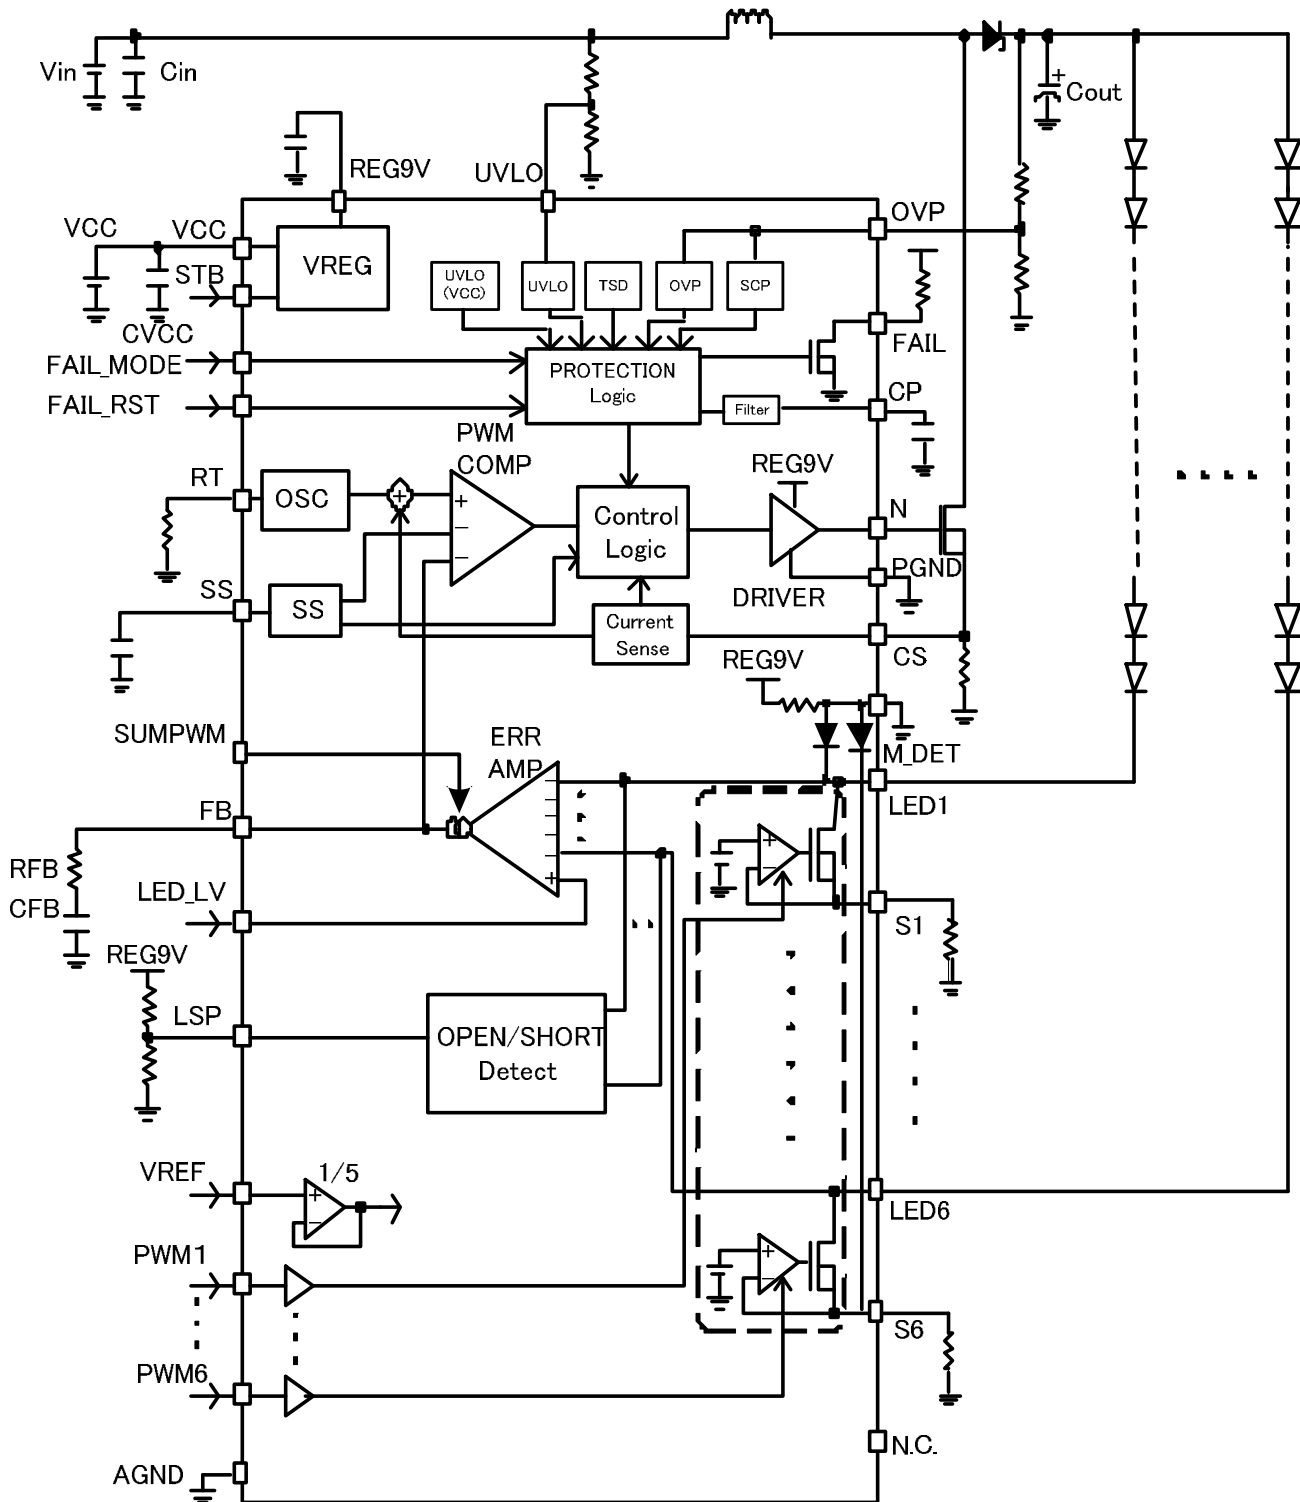 Vin
Cin
+
Cout
REG9V
UVLO
OVP
VCC
VCC
STB
CVCC
VREG
UVLO
(VCC)
UVLO
TSD
OVP
SCP
FAIL
FAIL_MODE
FAIL_RST
PROTECTION
Logic
Filter
CP
PWM
COMP
REG9V
RT
OSC
+
+
−
−
Control
Logic
N
PGND
DRIVER
SS
SS
Current
Sense
CS
REG9V
SUMPWM
ERR
AMP
M_DET
LED1
FB
−
−
−
−
−
+
+
−
RFB
CFB
LED_LV
S1
REG9V
LSP
OPEN/SHORT
Detect
VREF
1/5
+
−
LED6
PWM1
+
−
S6
PWM6
N.C.
AGND